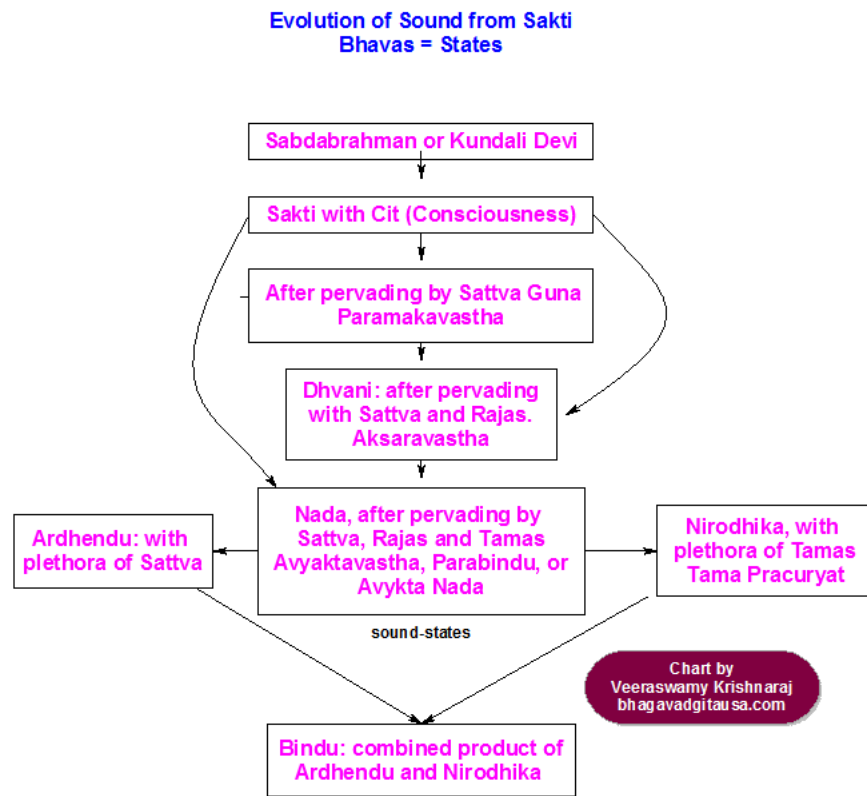 Evolution of Sound from Sakti
Bhavas = States
Sabdabrahman or Kundali Devi
Sakti with Cit (Consciousness)
After pervading by Sattva Guna
Paramakavastha
Dhvani: after pervading
with Sattva and Rajas.
Aksaravastha
Ardhendu: with
plethora of Sattva
Nada, after pervading by
Sattva, Rajas and Tamas
Avyaktavastha, Parabindu, or
Avykta Nada
Nirodhika, with
plethora of Tamas
Tama Pracuryat
sound-states
Chart by
Veeraswamy Krishnaraj
bhagavadgitausa.com
Bindu: combined product of
Ardhendu and Nirodhika